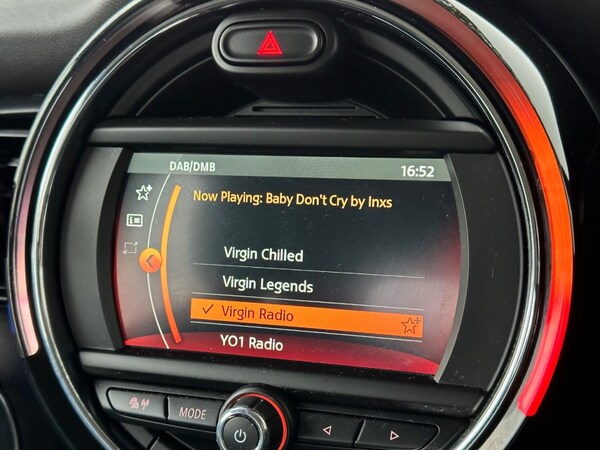 DAB/DMB 16:52
Now Playing: Baby Don't Cry by Inxs
Virgin Chilled
Virgin Legends
Virgin Radio
YO1 Radio
MODE